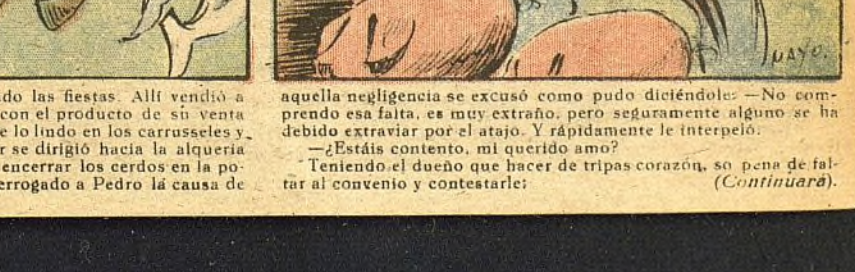 MAYO.
do las fiestas. Allí vendió a
con el producto de su venta
e lo lindo en los carrusseles y
r se dirigió hacia la alquería
encerrar los cerdos en la po-
errogado a Pedro la causa de
aquella negligencia se excusó como pudo diciéndole: —No com-
prendo esa falta, es muy extraño, pero seguramente alguno se ha
debido extraviar por el atajo. Y rápidamente le interpeló:
—¿Estáis contento, mi querido amo?
Teniendo el dueño que hacer de tripas corazón, so pena de fal-
tar al convenio y contestarle: (Continuará).